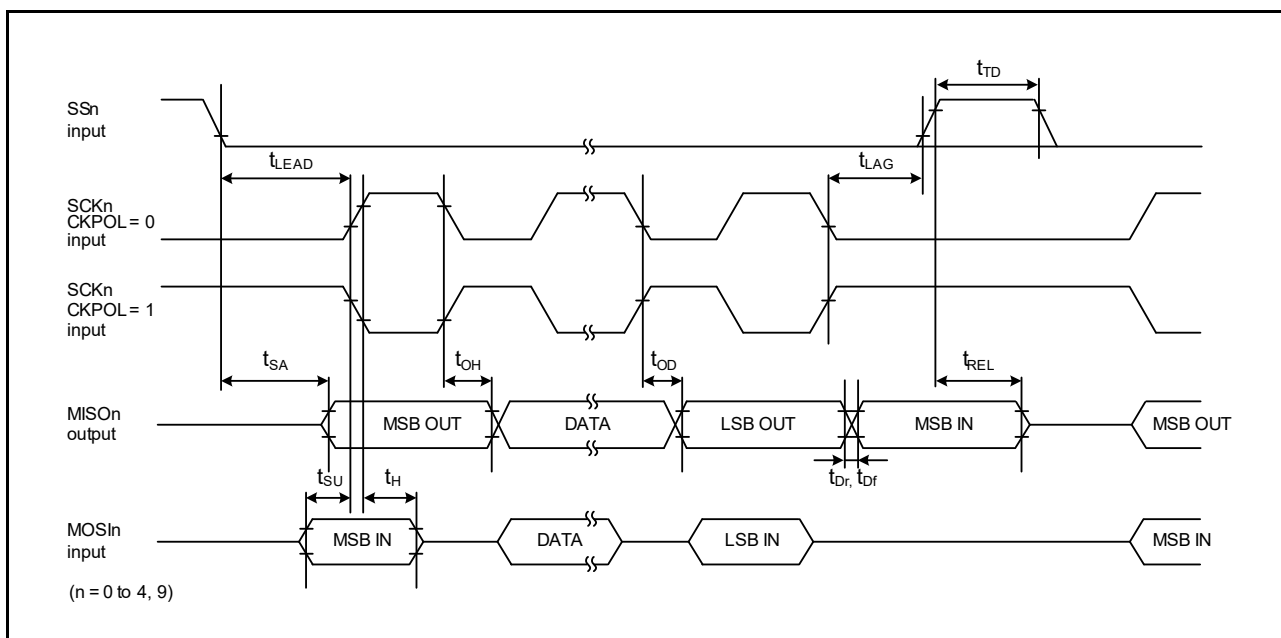 tTD
SSn
input
tLEAD
tLAG
SCKn
CKPOL = 0
input
SCKn
CKPOL = 1
input
tSA
tOH
tOD
tREL
MISOn
output
MSB OUT
DATA
LSB OUT
MSB IN
MSB OUT
tSU
tH
tDr, tDf
MOSIn
input
MSB IN
DATA
LSB IN
MSB IN
(n = 0 to 4, 9)